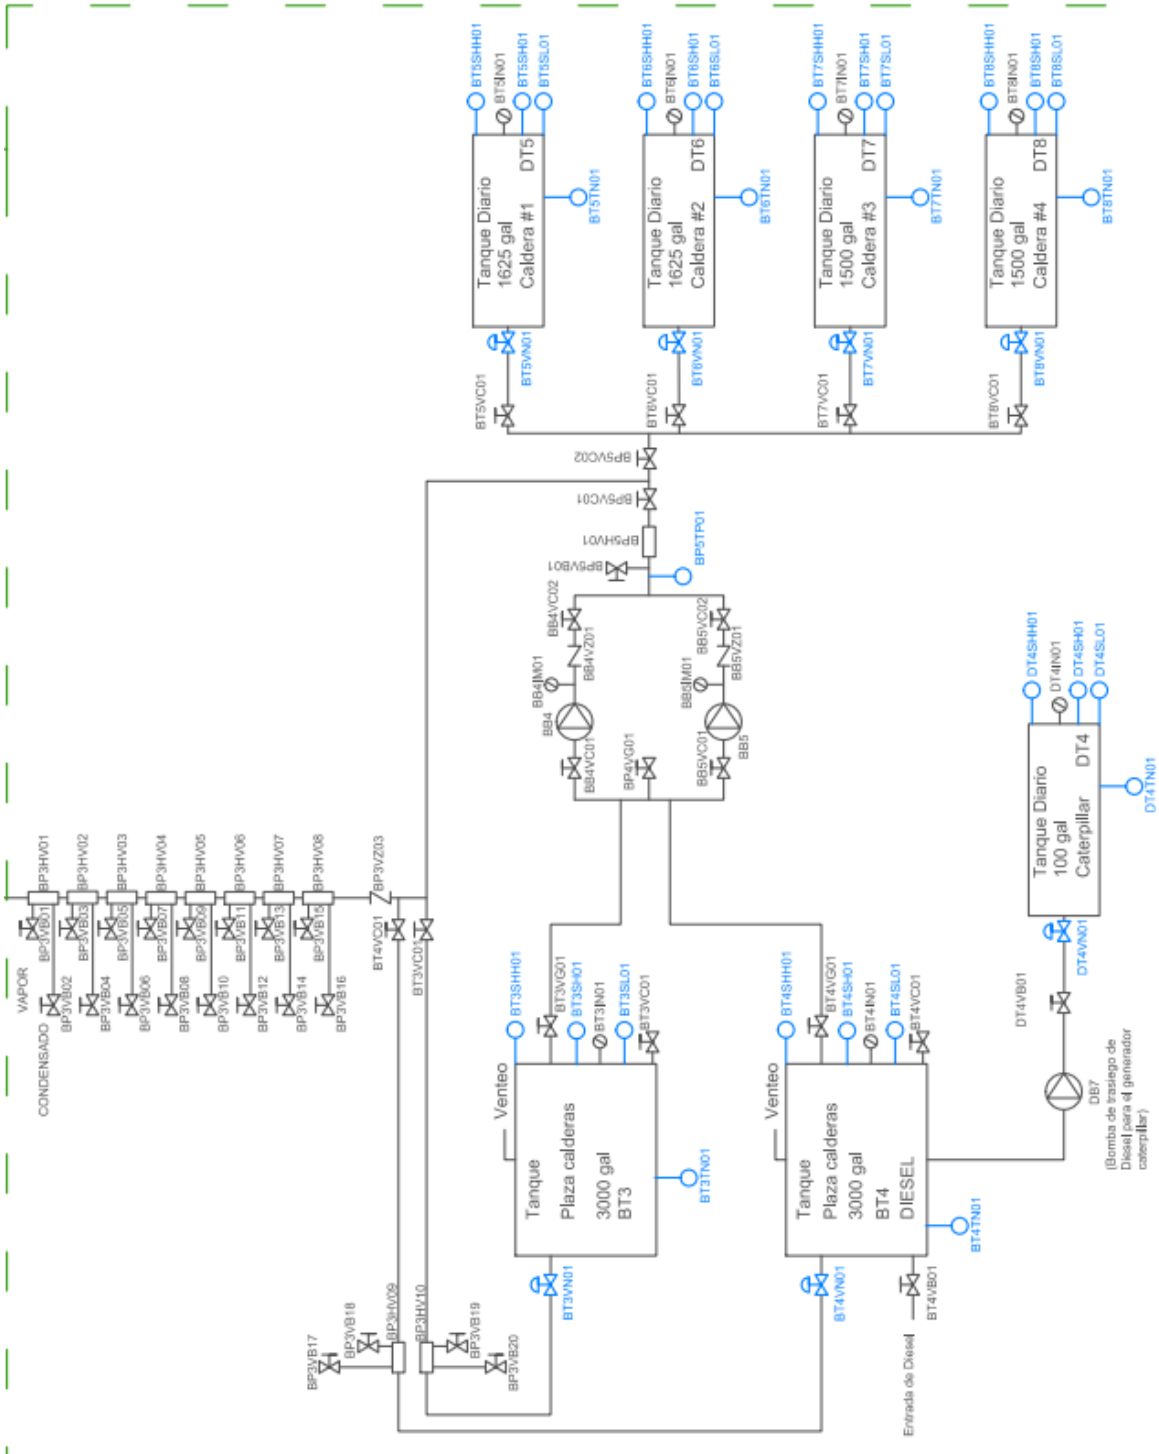 BT5SHH01
BT5IN01
BT5SH01
BT5SL01
Tanque Diario
1625 gal
Caldera #1
DT5
BT5TN01
BT5VN01
BT5VC01
BT6SHH01
BT6IN01
BT6SH01
BT6SL01
Tanque Diario
1625 gal
Caldera #2
DT6
BT6TN01
BT6VN01
BT6VC01
BT7SHH01
BT7IN01
BT7SH01
BT7SL01
Tanque Diario
1500 gal
Caldera #3
DT7
BT7TN01
BT7VN01
BT7VC01
BT8SHH01
BT8IN01
BT8SH01
BT8SL01
Tanque Diario
1500 gal
Caldera #4
DT8
BT8TN01
BT8VN01
BT8VC01
BP5VC02
BP5VC01
BP5HV01
BP5VB01
BP5TP01
BB4VC02
BB4VZ01
BB4IM01
BB4
BB4VC01
BP4VG01
BB5VC02
BB5VZ01
BB5IM01
BB5
BB5VC01
DT4SHH01
DT4IN01
DT4SH01
DT4SL01
Tanque Diario
100 gal
Caterpillar
DT4
DT4TN01
DT4VN01
DT4VB01
DB7
(Bomba de trasiego de
Diesel para el generador
caterpillar)
VAPOR
CONDENSADO
BP3HV01
BP3HV02
BP3HV03
BP3HV04
BP3HV05
BP3HV06
BP3HV07
BP3HV08
BP3VZ03
BP3VB01
BP3VB03
BP3VB05
BP3VB07
BP3VB09
BP3VB11
BP3VB13
BP3VB15
BP3VB02
BP3VB04
BP3VB06
BP3VB08
BP3VB10
BP3VB12
BP3VB14
BP3VB16
BT4VC01
BT3VC01
Venteo
BT3SHH01
BT3VG01
BT3SH01
BT3IN01
BT3SL01
BT3VC01
Tanque
Plaza calderas
3000 gal
BT3
BT3TN01
BT3VN01
Venteo
BT4SHH01
BT4VG01
BT4SH01
BT4IN01
BT4SL01
BT4VC01
Tanque
Plaza calderas
3000 gal
BT4
DIESEL
BT4TN01
BT4VN01
BT4VB01
Entrada de Diesel
BP3VB17
BP3VB18
BP3HV09
BP3HV10
BP3VB19
BP3VB20